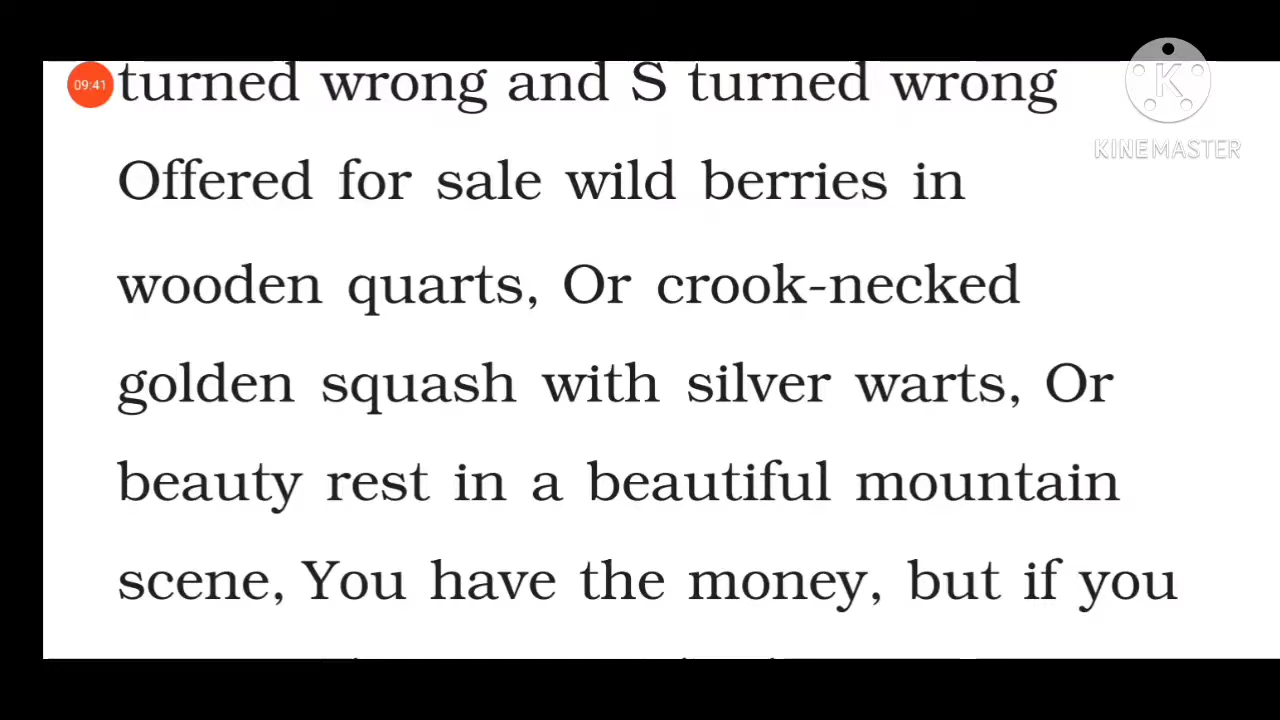 09:41
turned wrong and S turned wrong
Offered for sale wild berries in
wooden quarts, Or crook-necked
golden squash with silver warts, Or
beauty rest in a beautiful mountain
scene, You have the money, but if you
K
KINEMASTER